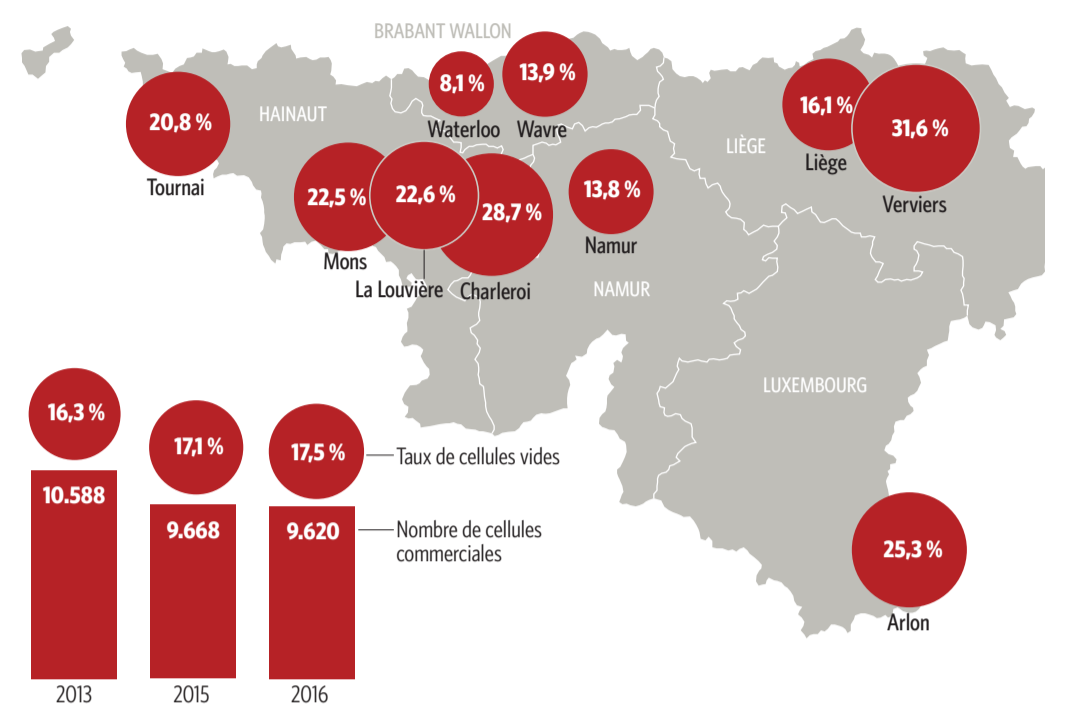 BRABANT WALLON
8,1 %
Waterloo
13,9 %
Wavre
HAINAUT
20,8 %
Tournai
22,5 %
Mons
22,6 %
La Louvière
28,7 %
Charleroi
13,8 %
Namur
NAMUR
LIÈGE
16,1 %
Liège
31,6 %
Verviers
LUXEMBOURG
25,3 %
Arlon
16,3 %
17,1 %
17,5 %
Taux de cellules vides
10.588
9.668
9.620
Nombre de cellules
commerciales
2013
2015
2016